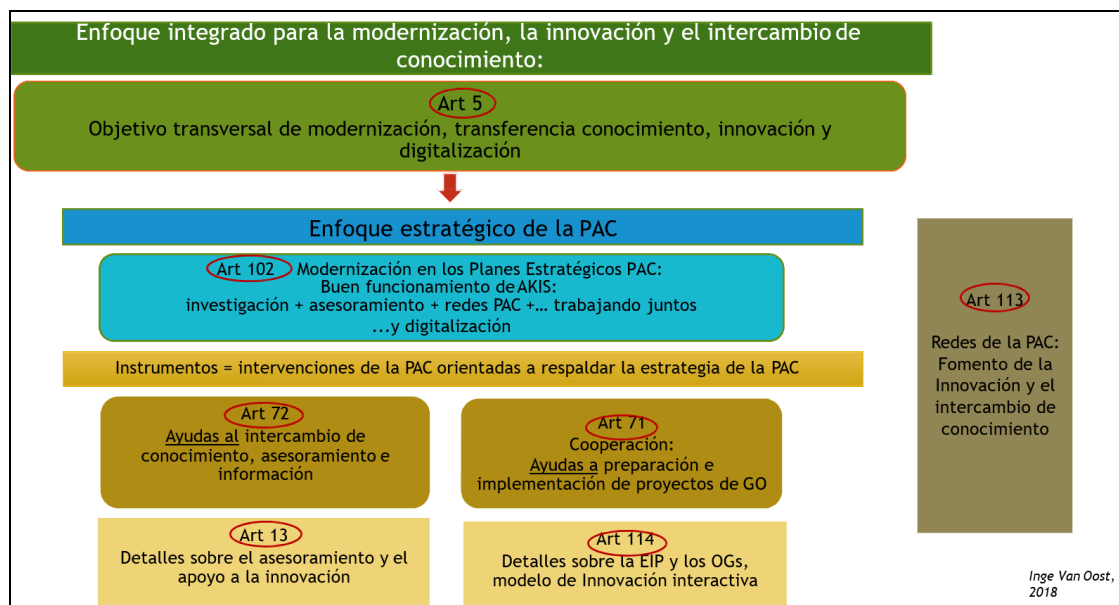 Enfoque integrado para la modernización, la innovación y el intercambio de
conocimiento:
Art 5
Objetivo transversal de modernización, transferencia conocimiento, innovación y
digitalización
Enfoque estratégico de la PAC
Art 102 Modernización en los Planes Estratégicos PAC:
Buen funcionamiento de AKIS:
investigación + asesoramiento + redes PAC +... trabajando juntos
...y digitalización
Instrumentos = intervenciones de la PAC orientadas a respaldar la estrategia de la PAC
Art 72
Ayudas al intercambio de
conocimiento, asesoramiento e
información
Art 71
Cooperación:
Ayudas a preparación e
implementación de proyectos de GO
Art 13
Detalles sobre el asesoramiento y el
apoyo a la innovación
Art 114
Detalles sobre la EIP y los OGs,
modelo de Innovación interactiva
Art 113
Redes de la PAC:
Fomento de la
Innovación y el
intercambio de
conocimiento
Inge Van Oost,
2018